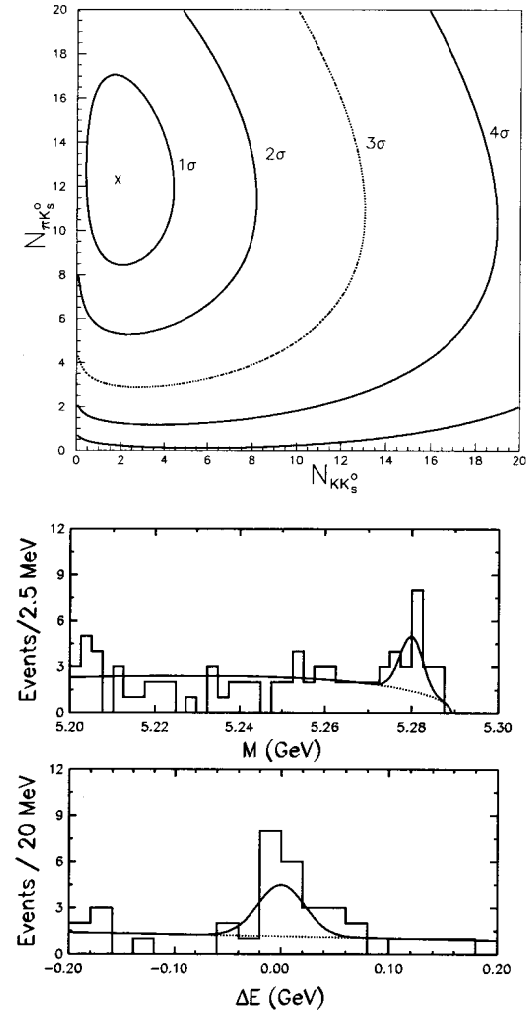 20
18
16
14
12
10
8
6
4
2
0
N πK⁰ₛ
1σ
2σ
3σ
4σ
x
0 2 4 6 8 10 12 14 16 18 20
N KK⁰ₛ
12
9
6
3
0
Events/2.5 MeV
5.20 5.22 5.24 5.26 5.28 5.30
M (GeV)
12
9
6
3
0
Events / 20 MeV
-0.20 -0.10 0.00 0.10 0.20
ΔE (GeV)